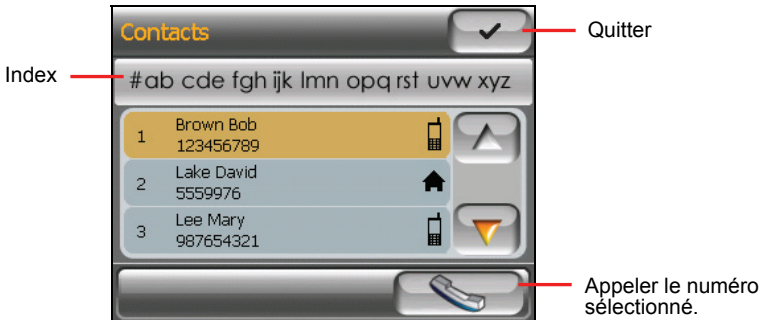 Contacts
Quitter
Index
#ab cde fgh ijk lmn opq rst uvw xyz
1
Brown Bob
123456789
2
Lake David
5559976
3
Lee Mary
987654321
Appeler le numéro
sélectionné.